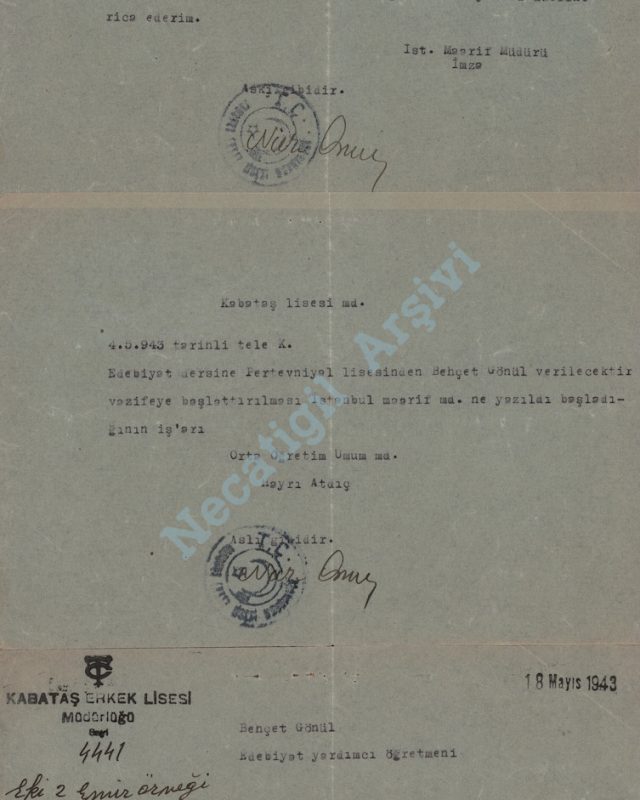 rica ederim.
Ist. Maarif Müdürü
İmza
Aslı gibidir.
T.C.
Kabataş lisesi md.
4.5.943 tarihli tele K.
Edebiyat dersine Pertevniyal lisesinden Behçet Gönül verilecektir
vazifeye başlattırılması İstanbul maarif md. ne yazıldı başladı-
ğının iş'arı
Orta Öğretim Umum md.
Hayri Ataıç
Aslı gibidir.
T.C.
Necatigil Arşivi
TC
KABATAŞ ERKEK LİSESİ
Müdürlüğü
Sayı
4441
Eki 2 Emir örneği
18 Mayıs 1943
Behçet Gönül
Edebiyat yardımcı öğretmeni